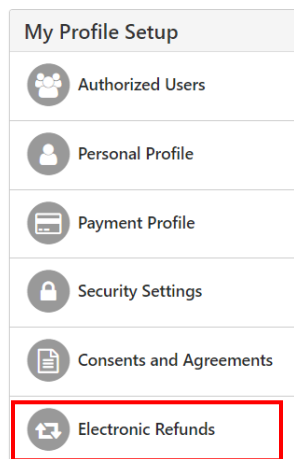 My Profile Setup
Authorized Users
Personal Profile
Payment Profile
Security Settings
Consents and Agreements
Electronic Refunds